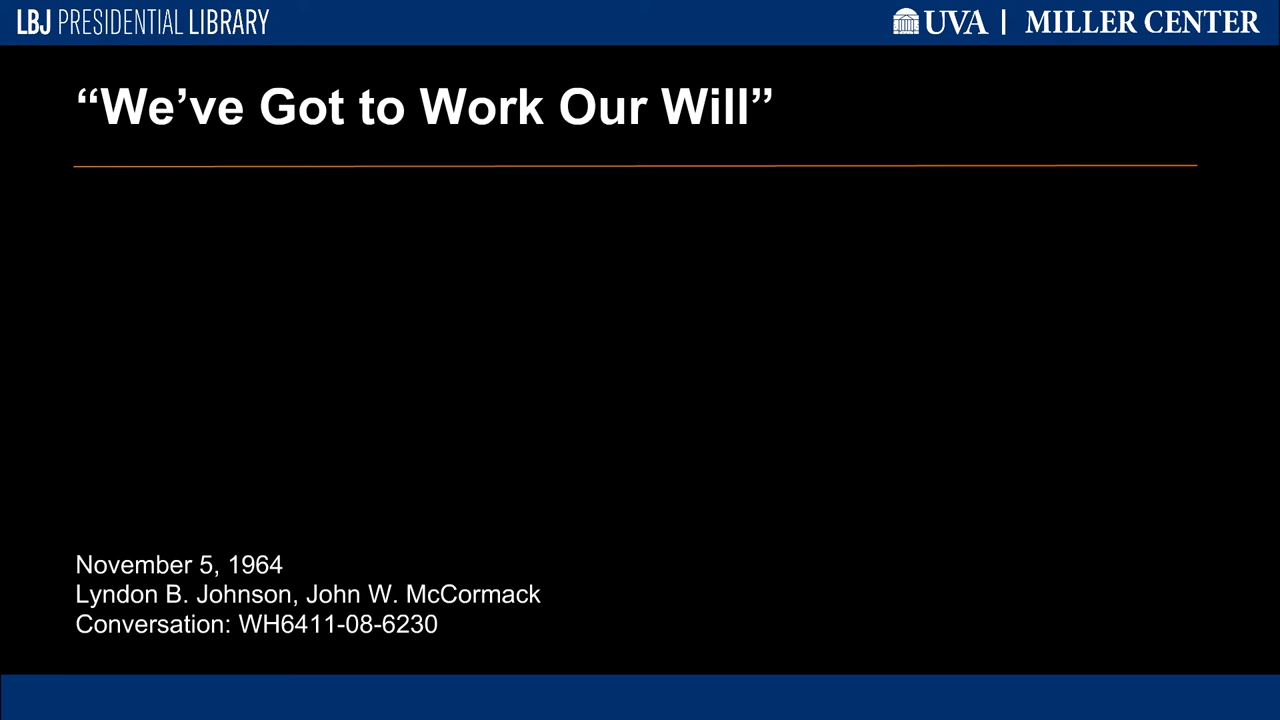 LBJ PRESIDENTIAL LIBRARY
UVA | MILLER CENTER
“We’ve Got to Work Our Will”
November 5, 1964
Lyndon B. Johnson, John W. McCormack
Conversation: WH6411-08-6230